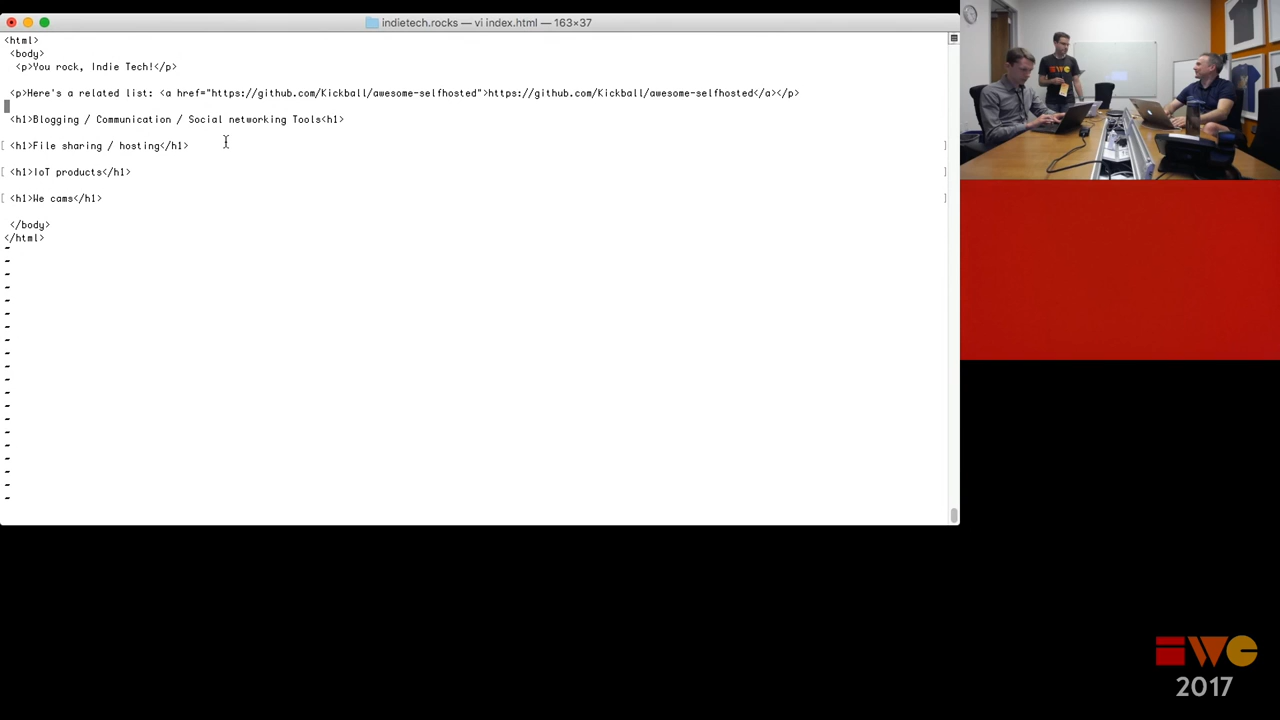 indietech.rocks — vi index.html — 163×37
<html>
<body>
<p>You rock, Indie Tech!</p>
<p>Here's a related list: <a href="https://github.com/Kickball/awesome-selfhosted">https://github.com/Kickball/awesome-selfhosted</a></p>
<h1>Blogging / Communication / Social networking Tools<h1>
<h1>File sharing / hosting</h1>
<h1>IoT products</h1>
<h1>We cams</h1>
</body>
</html>
IWC
2017